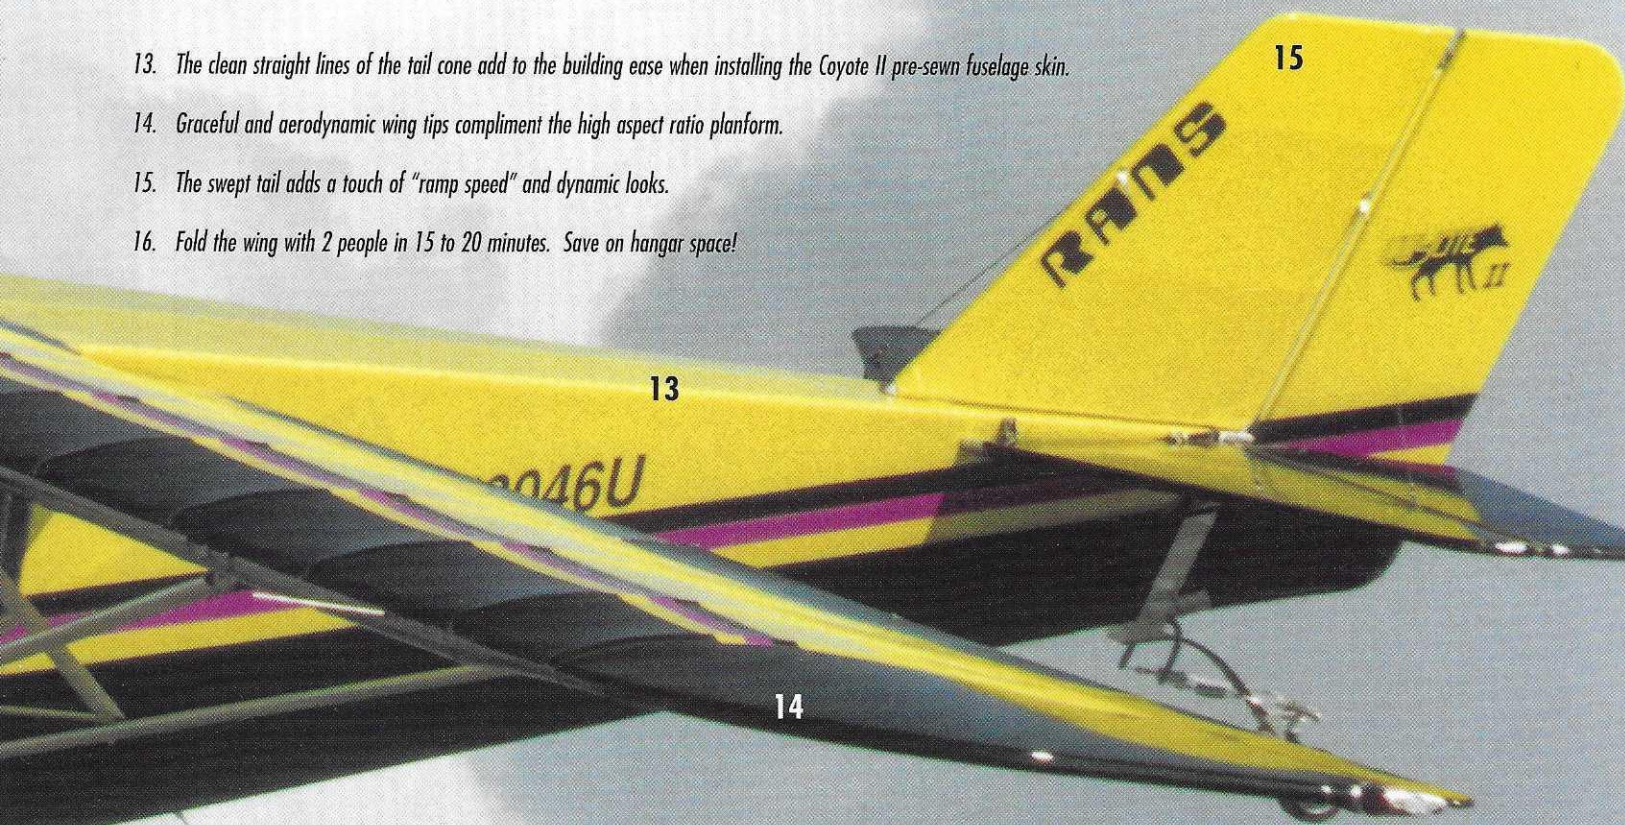 13. The clean straight lines of the tail cone add to the building ease when installing the Coyote II pre-sewn fuselage skin.
14. Graceful and aerodynamic wing tips compliment the high aspect ratio planform.
15. The swept tail adds a touch of "ramp speed" and dynamic looks.
16. Fold the wing with 2 people in 15 to 20 minutes. Save on hangar space!
15
RANS
II
13
046U
14